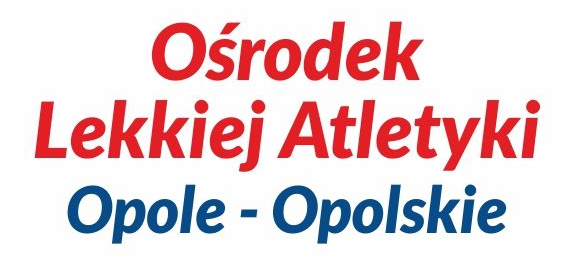 Ośrodek
Lekkiej Atletyki
Opole - Opolskie